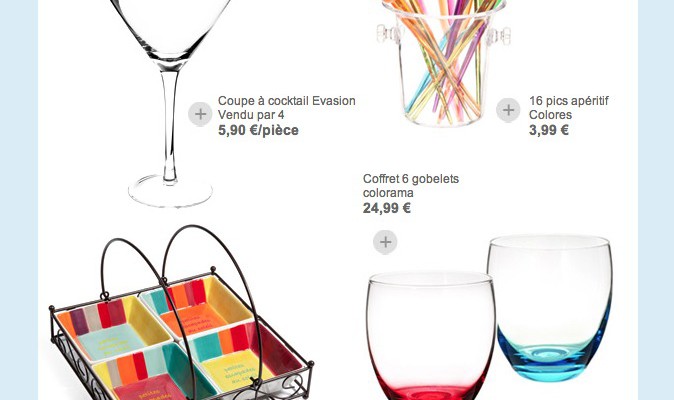 Coupe à cocktail Evasion
Vendu par 4
5,90 €/pièce
16 pics apéritif
Colores
3,99 €
Coffret 6 gobelets
colorama
24,99 €